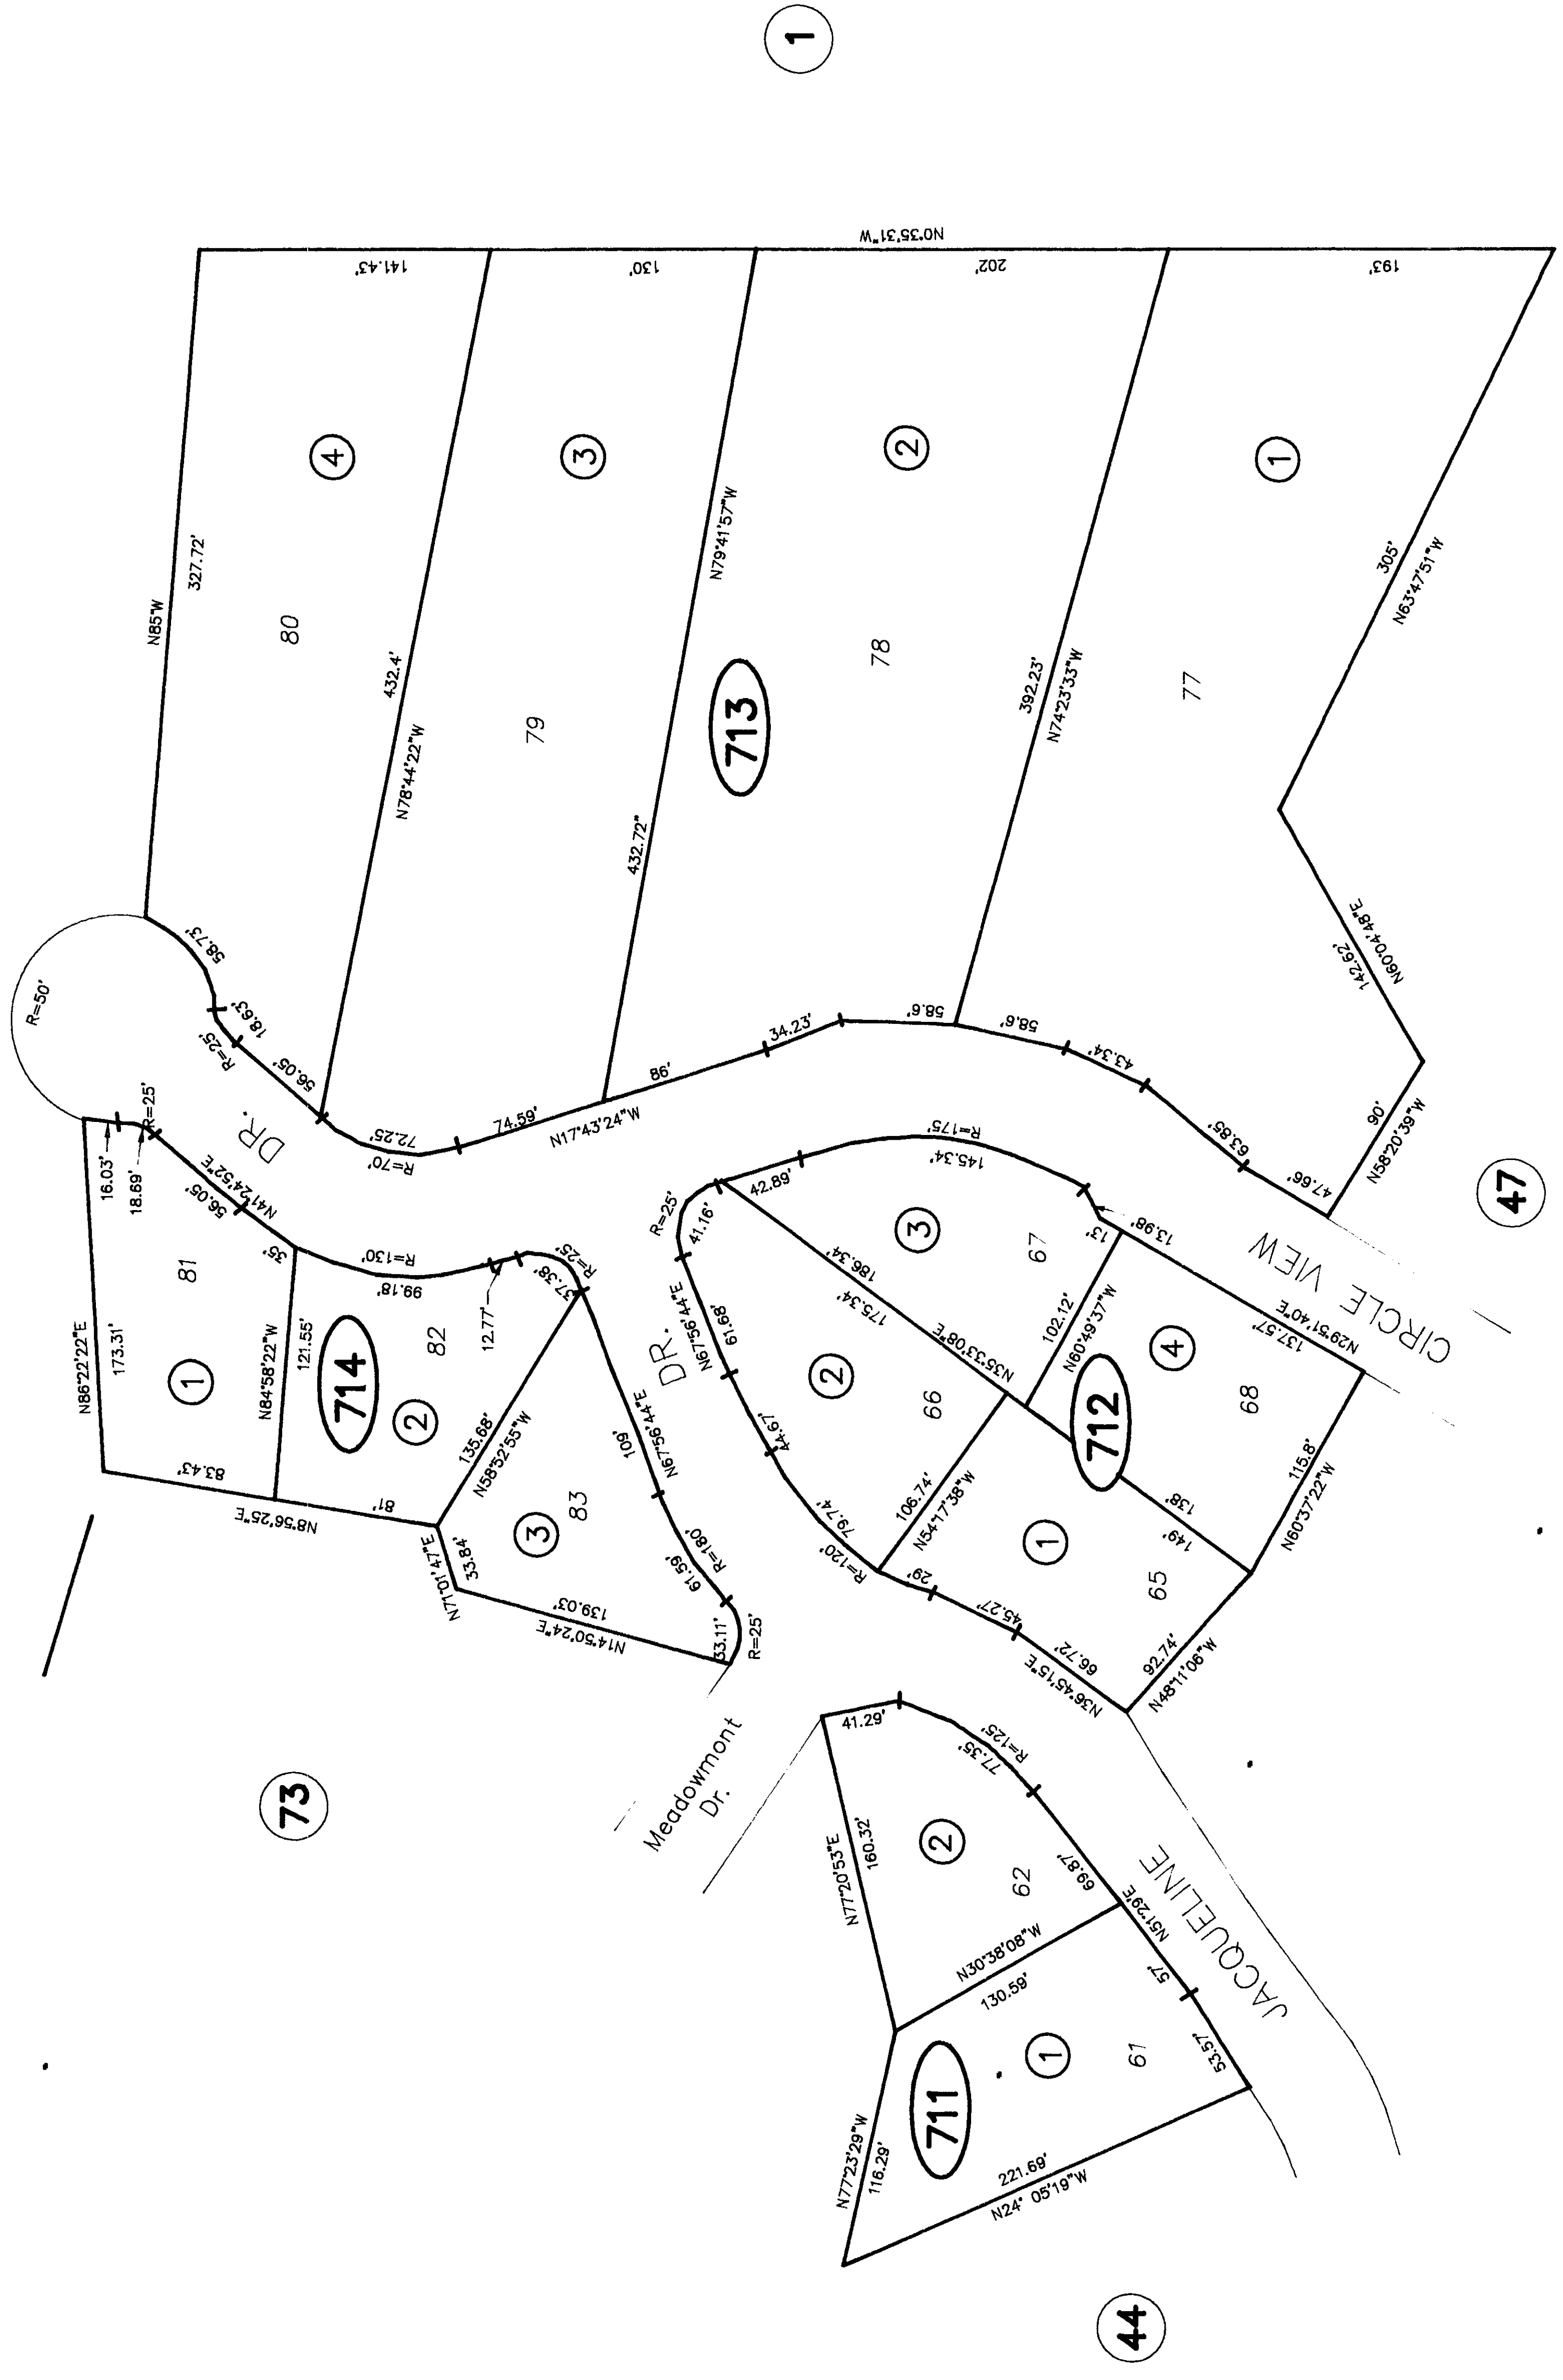 1
N0°35'31"W
141.43'
130'
202'
193'
N85°W
327.72'
4
80
432.4'
N78°44'22"W
3
79
N79°41'57"W
432.72"
713
2
78
392.23'
N74°23'33"W
1
77
305'
N63°47'51"W
142.62'
N60°04'48"E
90'
N58°20'39"W
47
R=50'
58.73'
18.63'
R=25'
56.05'
72.25'
R=70'
74.59'
N17°43'24"W
86'
34.23'
58.6'
58.6'
43.34'
63.85'
47.66'
DR.
CIRCLE VIEW
16.03'
R=25'
18.69'
N41°24'52"E
56.05'
35'
81
N86°22'22"E
173.31'
1
83.43'
N84°58'22"W
121.55'
R=130'
99.18'
714
82
12.77'
2
R=25'
37.38'
N8°56'25"E
81'
135.68'
N58°52'55"W
N71°01'47"E
33.84'
3
83
109'
N67°56'44"E
R=180'
61.59'
139.03'
N14°50'24"E
33.11'
R=25'
DR.
R=25'
41.16'
N67°56'44"E
61.68'
44.67'
79.74'
R=120'
42.89'
145.34'
R=175'
3
67
13'
13.98'
186.34'
175.34'
N35°33'08"E
102.12'
N60°49'37"W
2
66
106.74'
N54°17'38"W
712
4
68
137.57'
N29°51'40"E
115.8'
N60°37'22"W
138'
149'
1
65
29'
45.27'
66.72'
N36°45'15"E
92.74'
N48°11'06"W
73
Meadowmont
Dr.
41.29'
77.35'
R=125'
N77°20'53"E
160.32'
2
62
69.87'
N51°29'E
57'
N30°38'08"W
130.59'
JACQUELINE
1
61
53.57'
711
N77°23'29"W
116.29'
221.69'
N24° 05'19"W
44